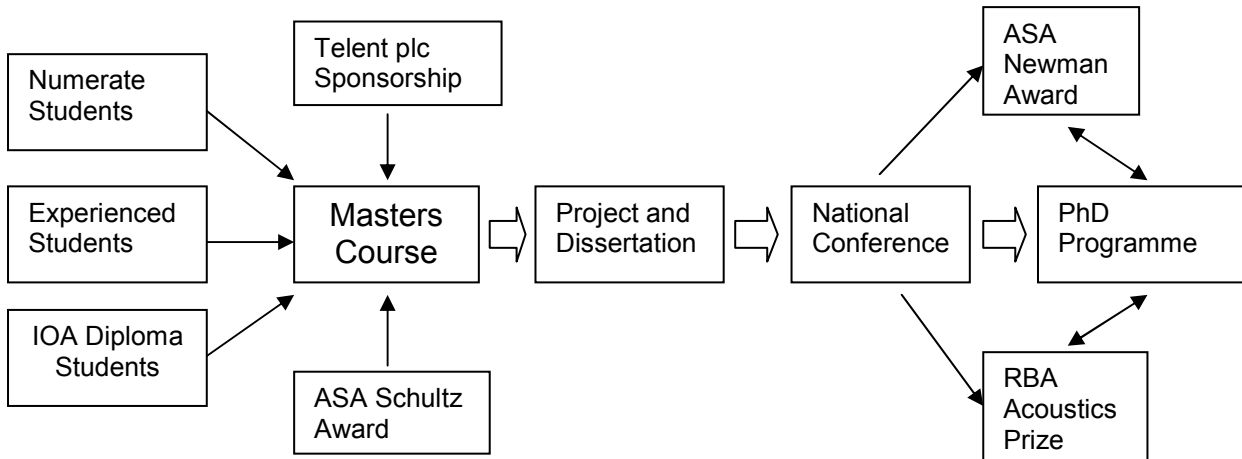 Numerate
Students
Telent plc
Sponsorship
ASA
Newman
Award
Experienced
Students
Masters
Course
Project and
Dissertation
National
Conference
PhD
Programme
IOA Diploma
Students
ASA Schultz
Award
RBA
Acoustics
Prize